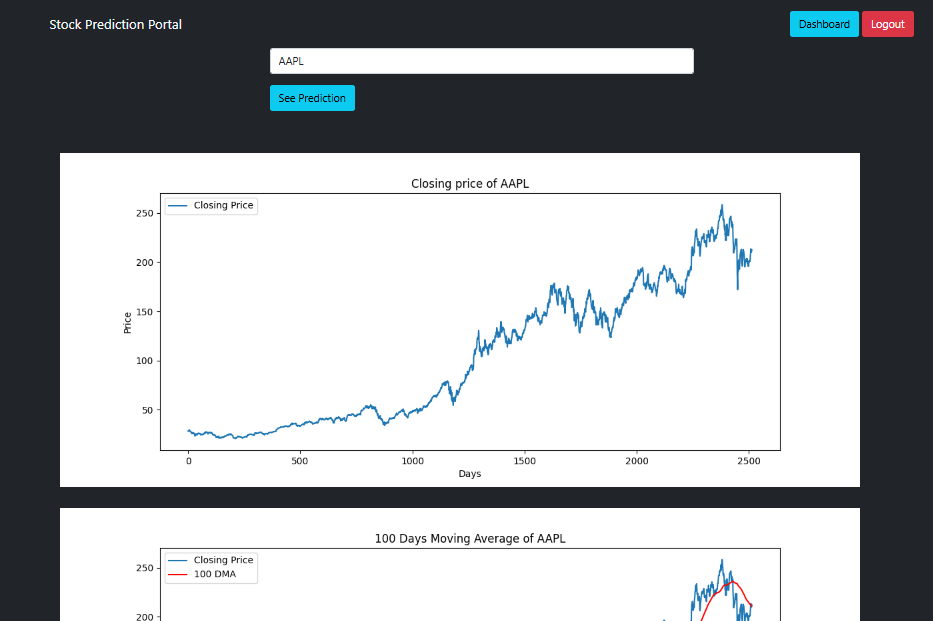 Stock Prediction Portal
Dashboard
Logout
AAPL
See Prediction
Closing price of AAPL
Closing Price
250
200
150
100
50
Price
0
500
1000
1500
2000
2500
Days
100 Days Moving Average of AAPL
Closing Price
100 DMA
250
200